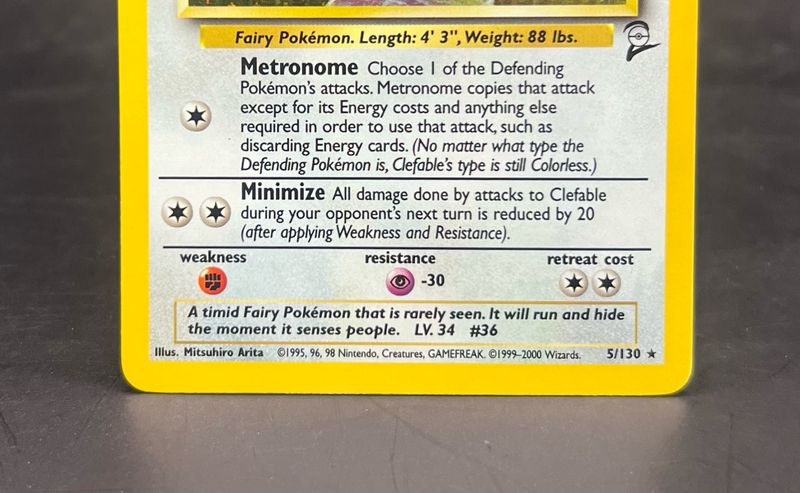 Fairy Pokémon. Length: 4' 3", Weight: 88 lbs.
Metronome Choose 1 of the Defending
Pokémon's attacks. Metronome copies that attack
except for its Energy costs and anything else
required in order to use that attack, such as
discarding Energy cards. (No matter what type the
Defending Pokémon is, Clefable's type is still Colorless.)
Minimize All damage done by attacks to Clefable
during your opponent's next turn is reduced by 20
(after applying Weakness and Resistance).
weakness resistance retreat cost
-30
A timid Fairy Pokémon that is rarely seen. It will run and hide
the moment it senses people. LV. 34 #36
Illus. Mitsuhiro Arita ©1995, 96, 98 Nintendo, Creatures, GAMEFREAK. ©1999-2000 Wizards. 5/130 ★